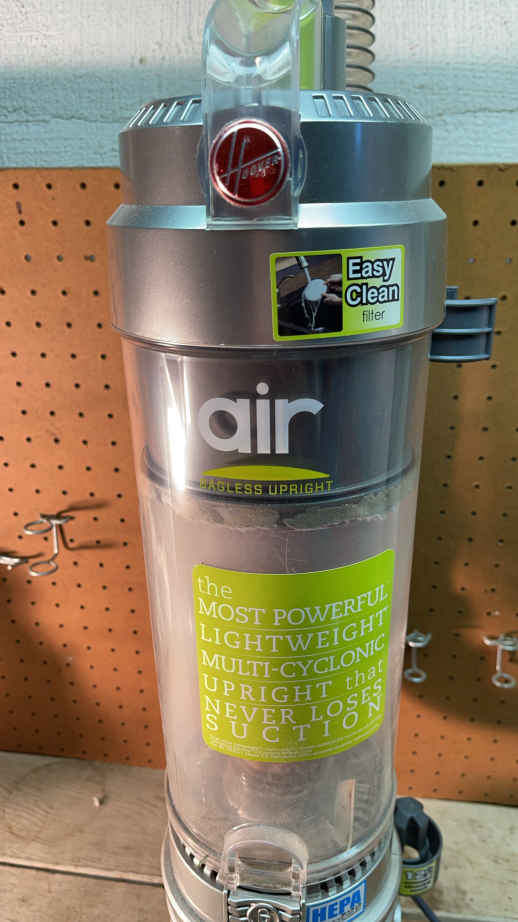 HOOVER
Easy
Clean
filter
air
BAGLESS UPRIGHT
the
MOST POWERFUL
LIGHTWEIGHT
MULTI-CYCLONIC
UPRIGHT that
NEVER LOSES
SUCTION
HEPA